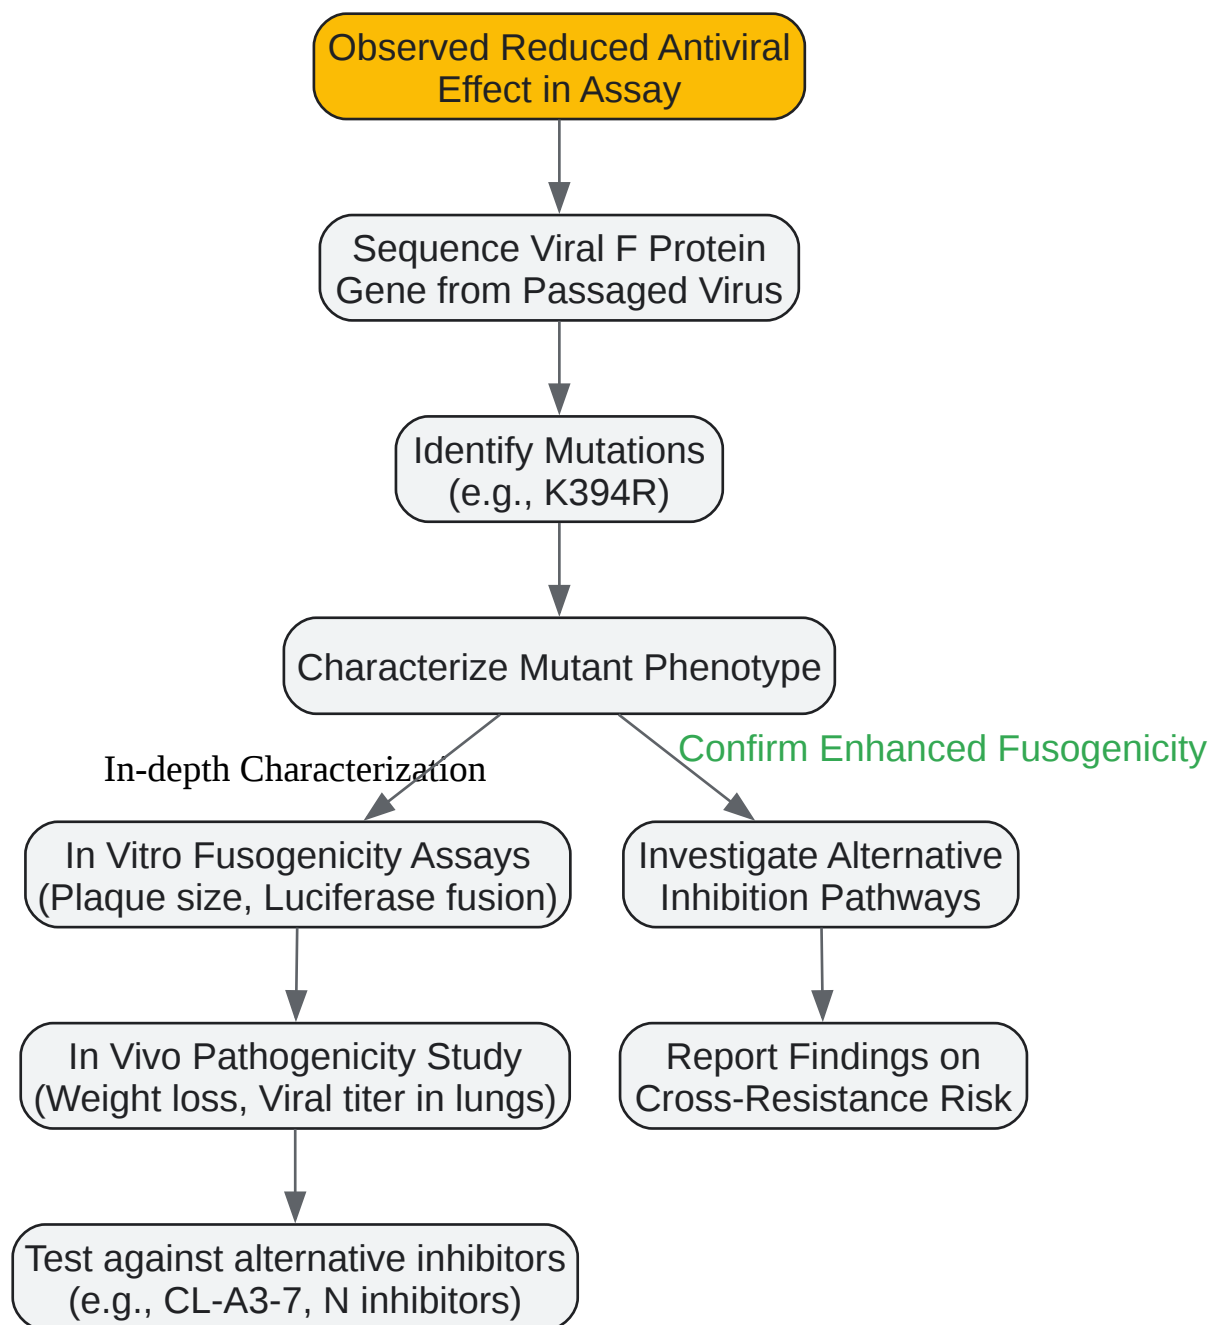 Observed Reduced Antiviral
Effect in Assay
Sequence Viral F Protein
Gene from Passaged Virus
Identify Mutations
(e.g., K394R)
Characterize Mutant Phenotype
In-depth Characterization
Confirm Enhanced Fusogenicity
In Vitro Fusogenicity Assays
(Plaque size, Luciferase fusion)
Investigate Alternative
Inhibition Pathways
In Vivo Pathogenicity Study
(Weight loss, Viral titer in lungs)
Report Findings on
Cross-Resistance Risk
Test against alternative inhibitors
(e.g., CL-A3-7, N inhibitors)